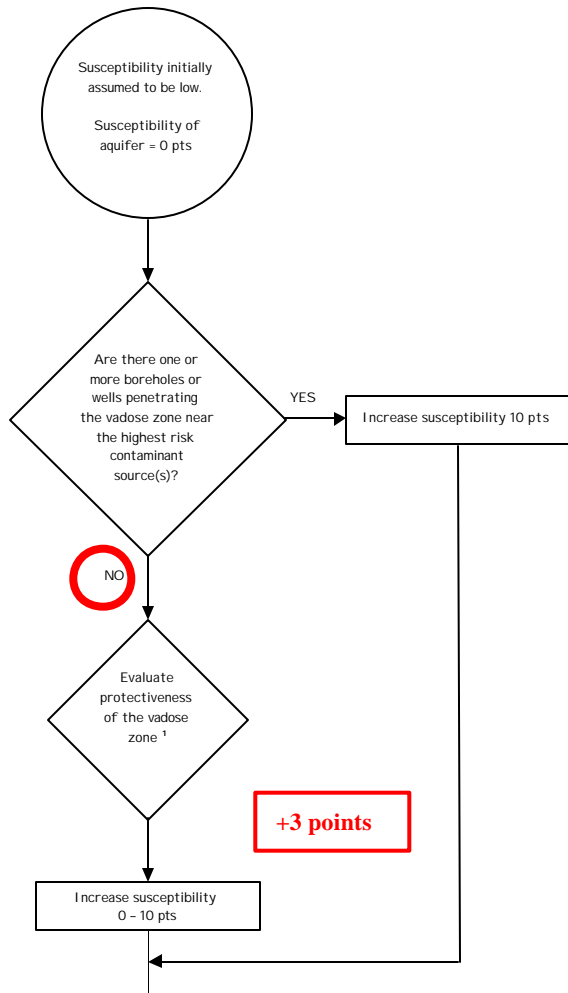 Susceptibility initially
assumed to be low.
Susceptibility of
aquifer = 0 pts
Are there one or
more boreholes or
wells penetrating
the vadose zone near
the highest risk
contaminant
source(s)?
YES
Increase susceptibility 10 pts
NO
Evaluate
protectiveness
of the vadose
zone ¹
+3 points
Increase susceptibility
0 – 10 pts